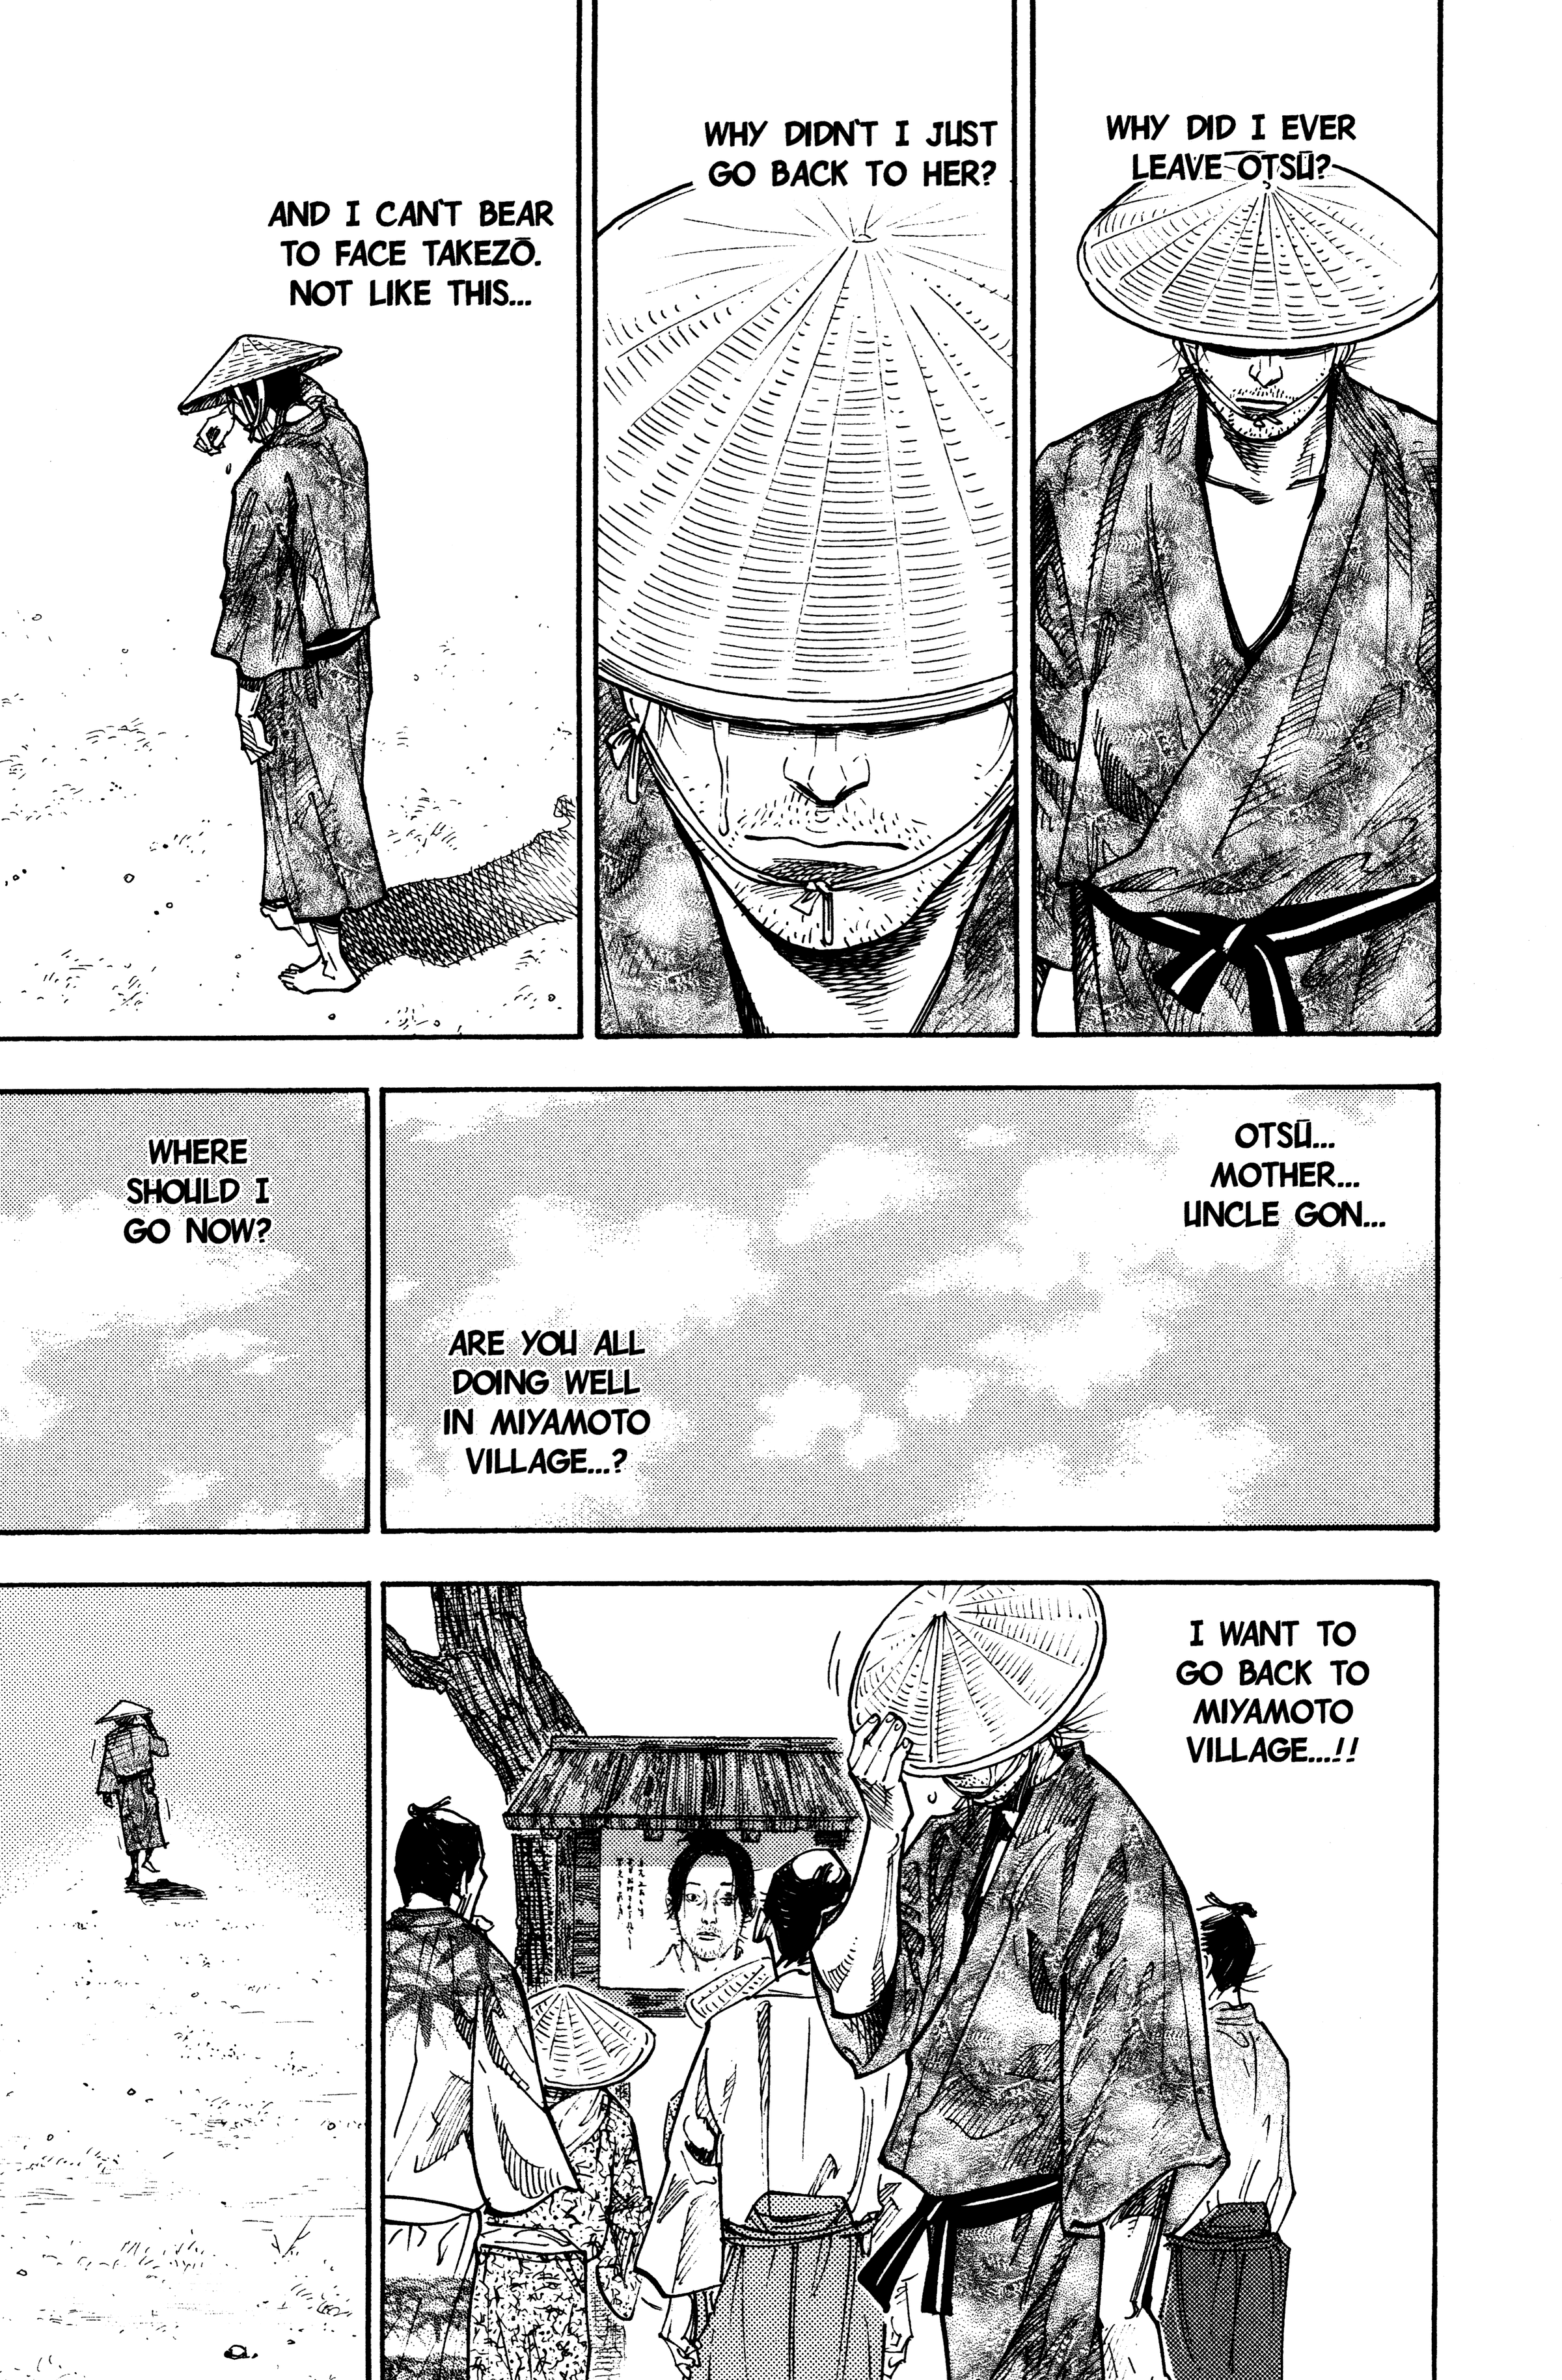 WHY DID I EVER
LEAVE OTSŪ?
WHY DIDN'T I JUST
GO BACK TO HER?
AND I CAN'T BEAR
TO FACE TAKEZŌ.
NOT LIKE THIS...
OTSŪ...
MOTHER...
UNCLE GON...
ARE YOU ALL
DOING WELL
IN MIYAMOTO
VILLAGE...?
WHERE
SHOULD I
GO NOW?
I WANT TO
GO BACK TO
MIYAMOTO
VILLAGE...!!